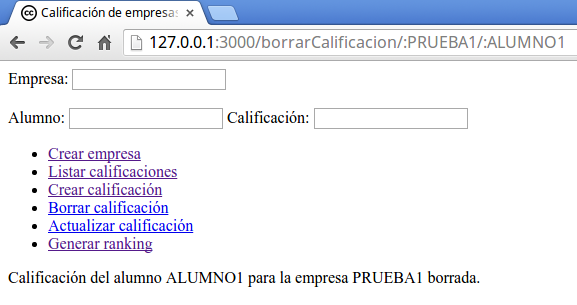 Calificación de empresas
127.0.0.1:3000/borrarCalificacion/:PRUEBA1/:ALUMNO1
Empresa:
Alumno: Calificación:
Crear empresa
Listar calificaciones
Crear calificación
Borrar calificación
Actualizar calificación
Generar ranking
Calificación del alumno ALUMNO1 para la empresa PRUEBA1 borrada.